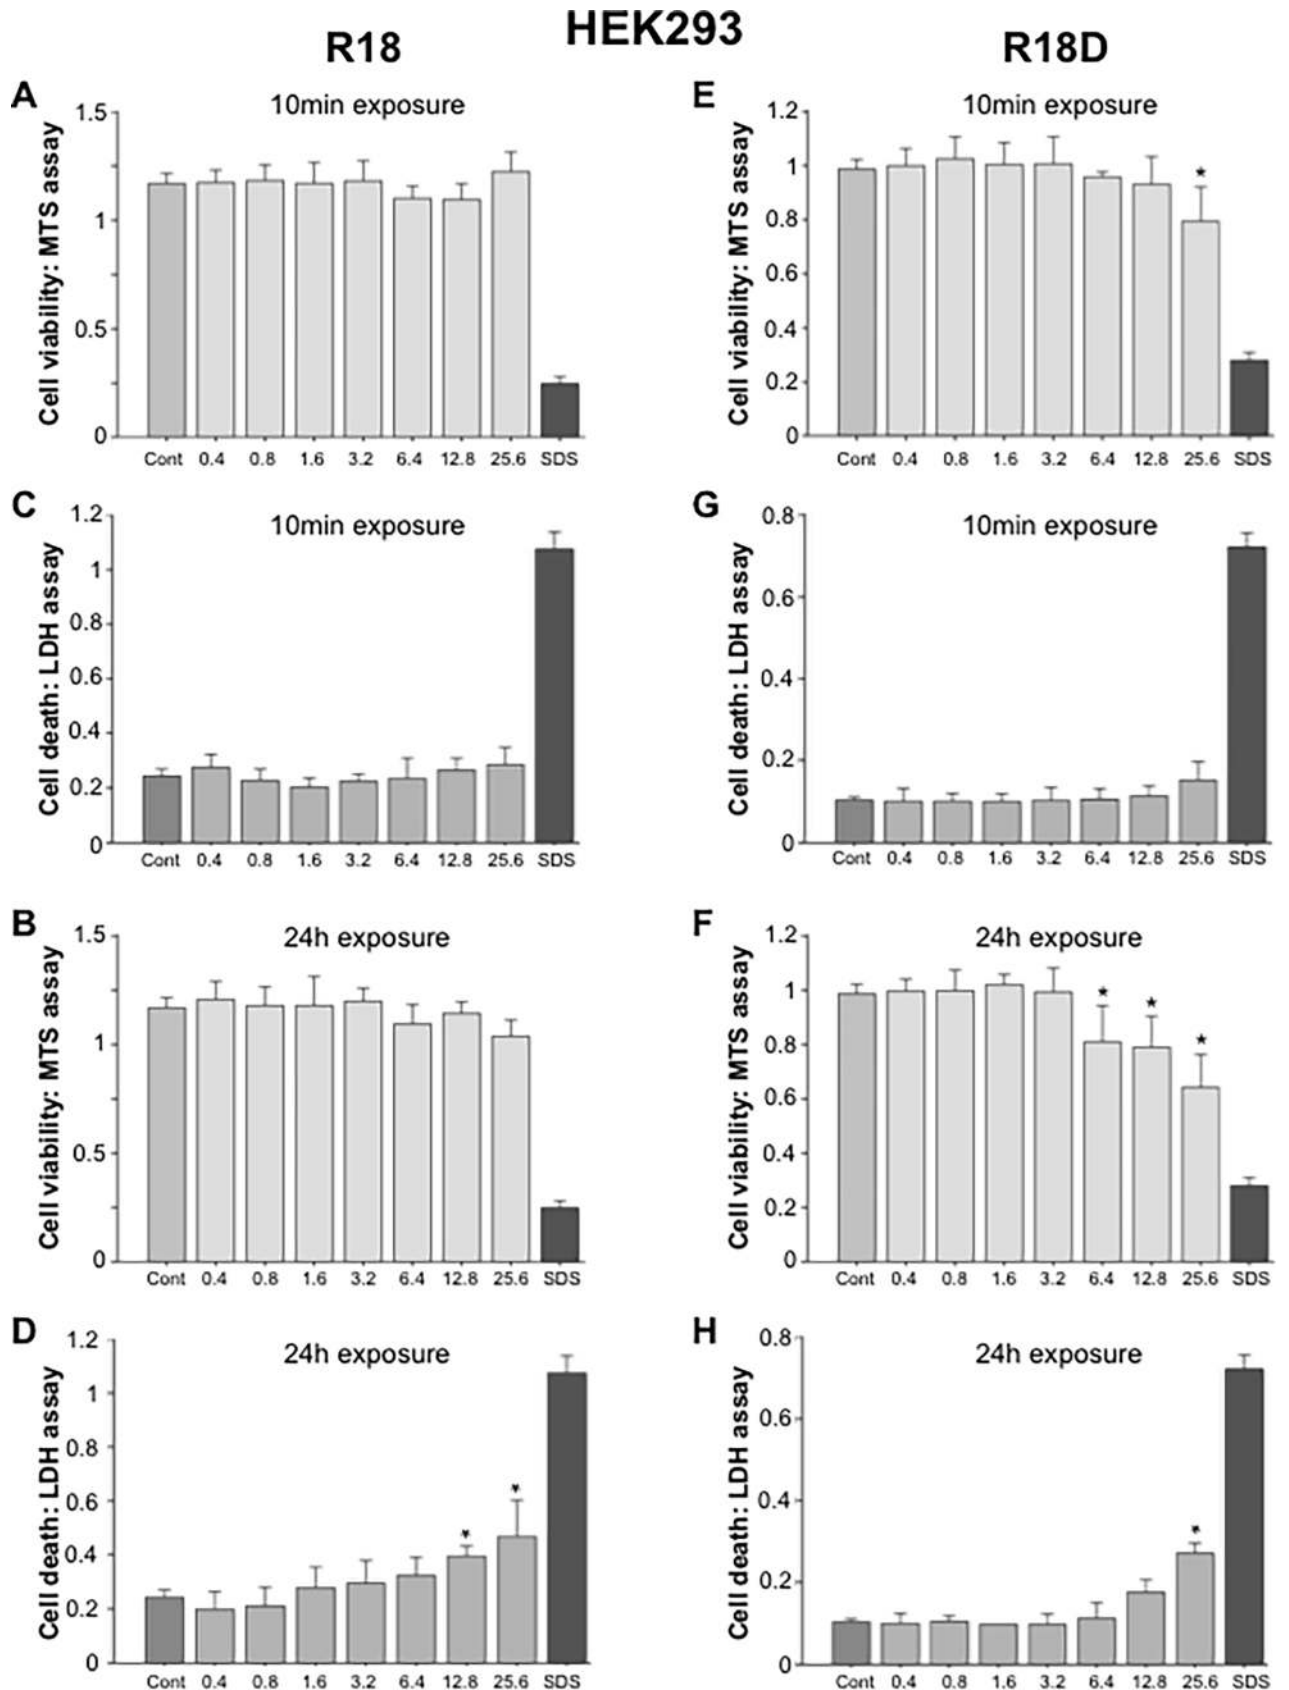 HEK293
R18
R18D
A
10min exposure
Cell viability: MTS assay
1.5
1
0.5
0
Cont 0.4 0.8 1.6 3.2 6.4 12.8 25.6 SDS
E
10min exposure
Cell viability: MTS assay
1.2
1
0.8
0.6
0.4
0.2
0
★
Cont 0.4 0.8 1.6 3.2 6.4 12.8 25.6 SDS
C
10min exposure
Cell death: LDH assay
1.2
1
0.8
0.6
0.4
0.2
0
Cont 0.4 0.8 1.6 3.2 6.4 12.8 25.6 SDS
G
10min exposure
Cell death: LDH assay
0.8
0.6
0.4
0.2
0
Cont 0.4 0.8 1.6 3.2 6.4 12.8 25.6 SDS
B
24h exposure
Cell viability: MTS assay
1.5
1
0.5
0
Cont 0.4 0.8 1.6 3.2 6.4 12.8 25.6 SDS
F
24h exposure
Cell viability: MTS assay
1.2
1
0.8
0.6
0.4
0.2
0
★ ★ ★
Cont 0.4 0.8 1.6 3.2 6.4 12.8 25.6 SDS
D
24h exposure
Cell death: LDH assay
1.2
1
0.8
0.6
0.4
0.2
0
★ ★
Cont 0.4 0.8 1.6 3.2 6.4 12.8 25.6 SDS
H
24h exposure
Cell death: LDH assay
0.8
0.6
0.4
0.2
0
★
Cont 0.4 0.8 1.6 3.2 6.4 12.8 25.6 SDS